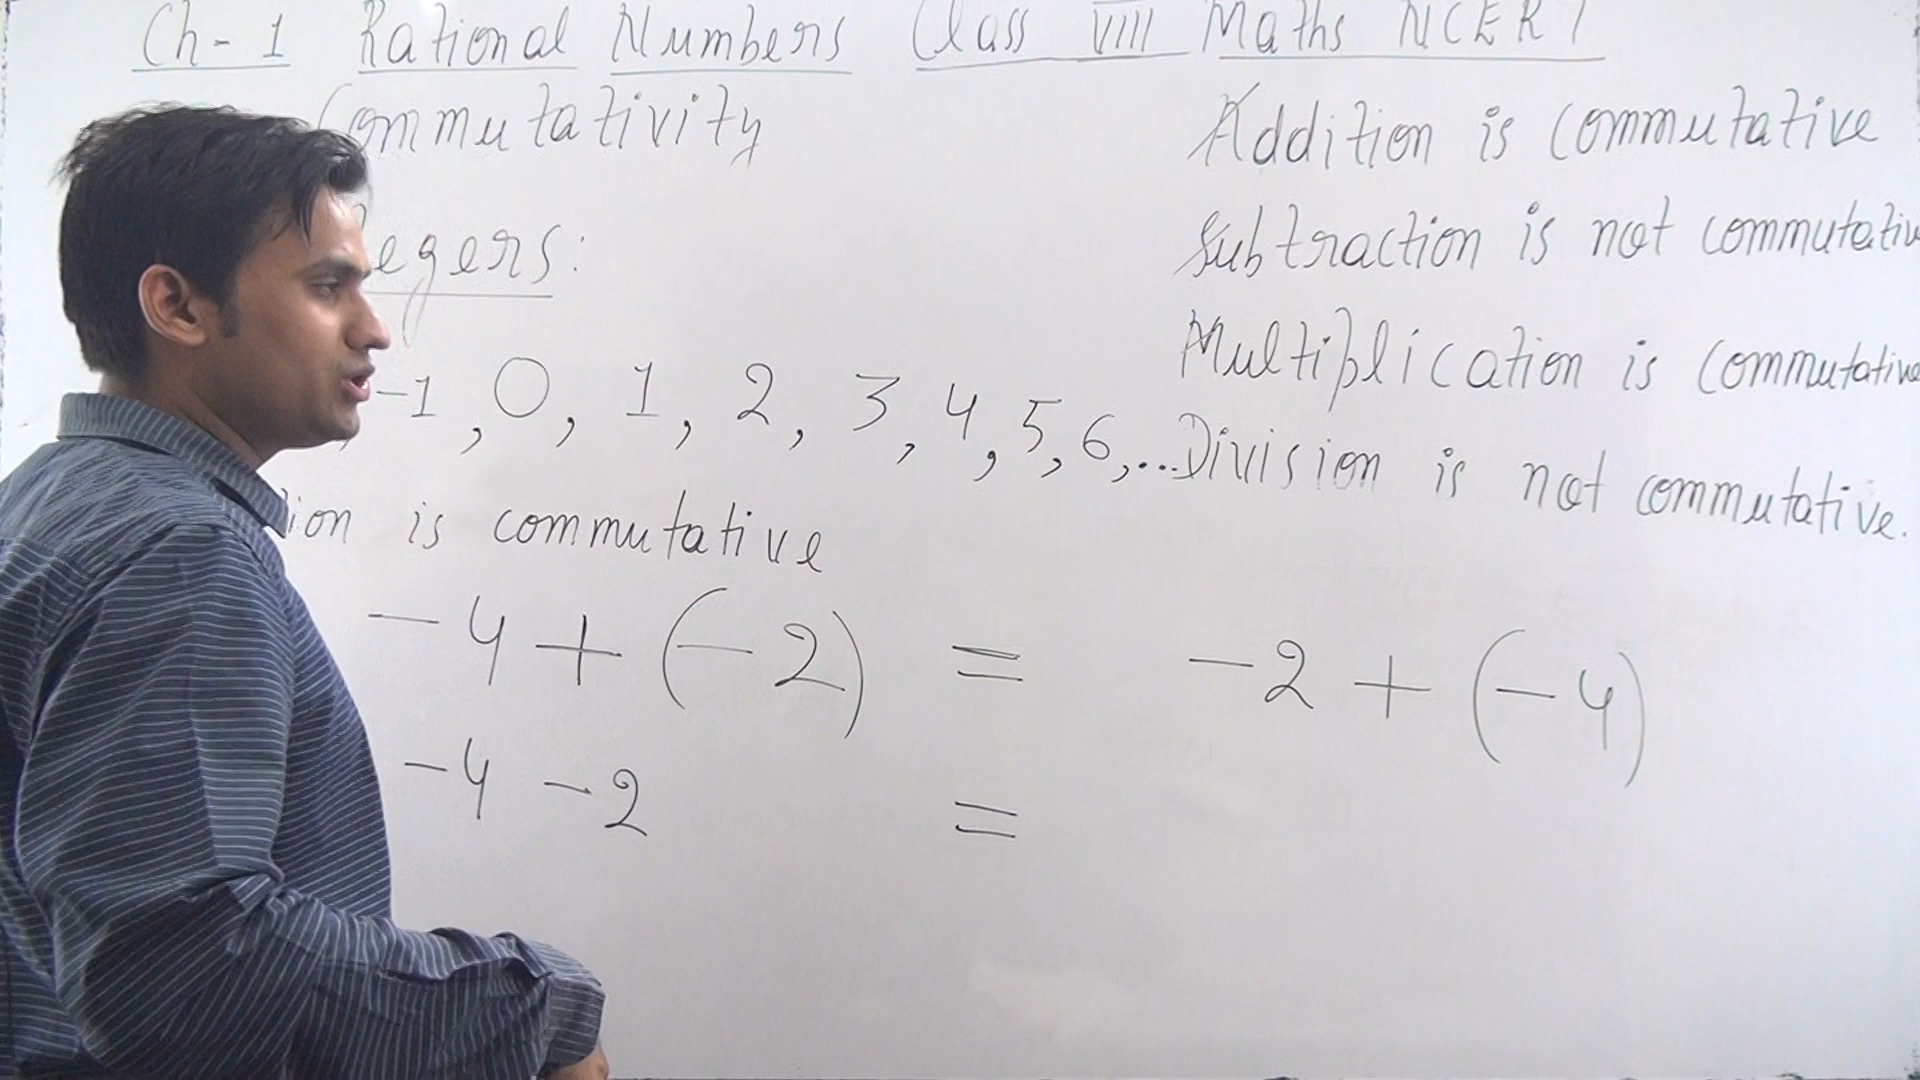 Ch-1 Rational Numbers Class VIII Maths NCERT
Commutativity
egers:
-1, 0, 1, 2, 3, 4, 5, 6, ...
ion is commutative
-4 + (-2) = -2 + (-4)
-4 -2 =
Addition is commutative
Subtraction is not commutative
Multiplication is commutative
Division is not commutative.